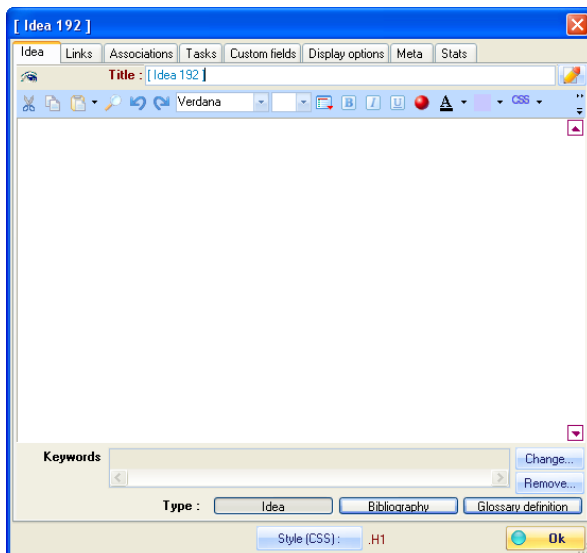 [ Idea 192 ]
Idea Links Associations Tasks Custom fields Display options Meta Stats
Title : [ Idea 192 ]
Verdana B I U A CSS
Keywords
Change...
Remove...
Type : Idea Bibliography Glossary definition
Style (CSS) : .H1 Ok